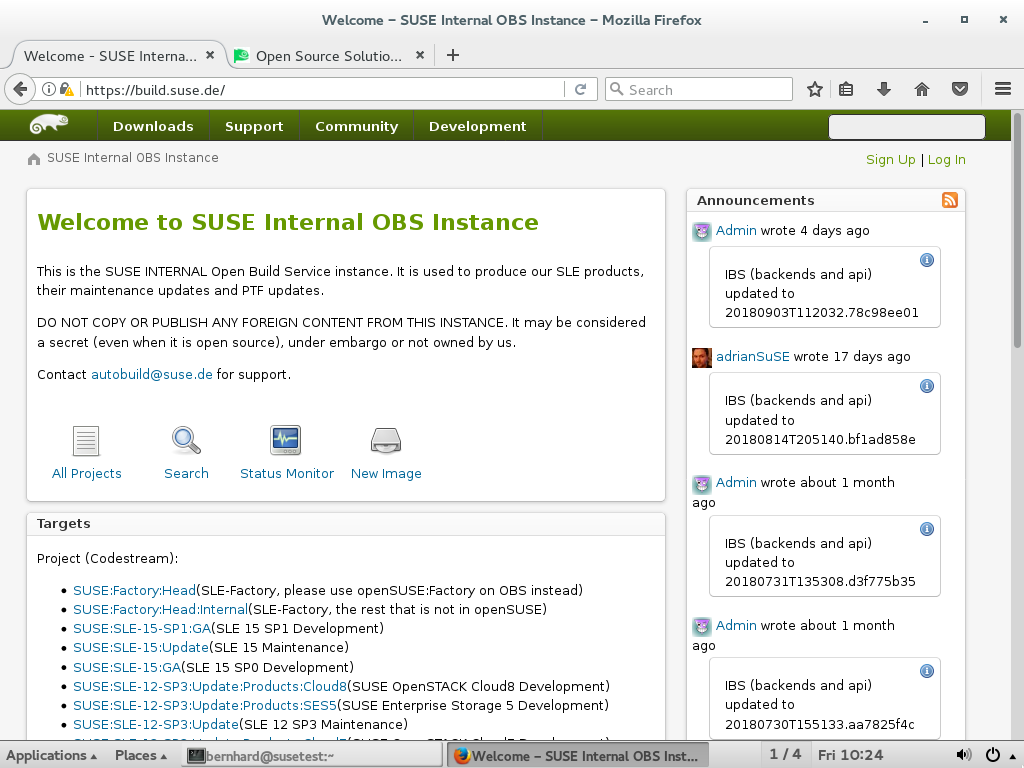 Welcome – SUSE Internal OBS Instance – Mozilla Firefox
Welcome - SUSE Interna...
Open Source Solutio...
https://build.suse.de/
Search
Downloads
Support
Community
Development
SUSE Internal OBS Instance
Sign Up | Log In
Welcome to SUSE Internal OBS Instance
This is the SUSE INTERNAL Open Build Service instance. It is used to produce our SLE products,
their maintenance updates and PTF updates.
DO NOT COPY OR PUBLISH ANY FOREIGN CONTENT FROM THIS INSTANCE. It may be considered
a secret (even when it is open source), under embargo or not owned by us.
Contact autobuild@suse.de for support.
All Projects
Search
Status Monitor
New Image
Targets
Project (Codestream):
• SUSE:Factory:Head(SLE-Factory, please use openSUSE:Factory on OBS instead)
• SUSE:Factory:Head:Internal(SLE-Factory, the rest that is not in openSUSE)
• SUSE:SLE-15-SP1:GA(SLE 15 SP1 Development)
• SUSE:SLE-15:Update(SLE 15 Maintenance)
• SUSE:SLE-15:GA(SLE 15 SP0 Development)
• SUSE:SLE-12-SP3:Update:Products:Cloud8(SUSE OpenSTACK Cloud8 Development)
• SUSE:SLE-12-SP3:Update:Products:SES5(SUSE Enterprise Storage 5 Development)
• SUSE:SLE-12-SP3:Update(SLE 12 SP3 Maintenance)
Announcements
Admin wrote 4 days ago
IBS (backends and api)
updated to
20180903T112032.78c98ee01
adrianSuSE wrote 17 days ago
IBS (backends and api)
updated to
20180814T205140.bf1ad858e
Admin wrote about 1 month
ago
IBS (backends and api)
updated to
20180731T135308.d3f775b35
Admin wrote about 1 month
ago
IBS (backends and api)
updated to
20180730T155133.aa7825f4c
Applications
Places
bernhard@susetest:~
Welcome – SUSE Internal OBS Inst...
1 / 4
Fri 10:24